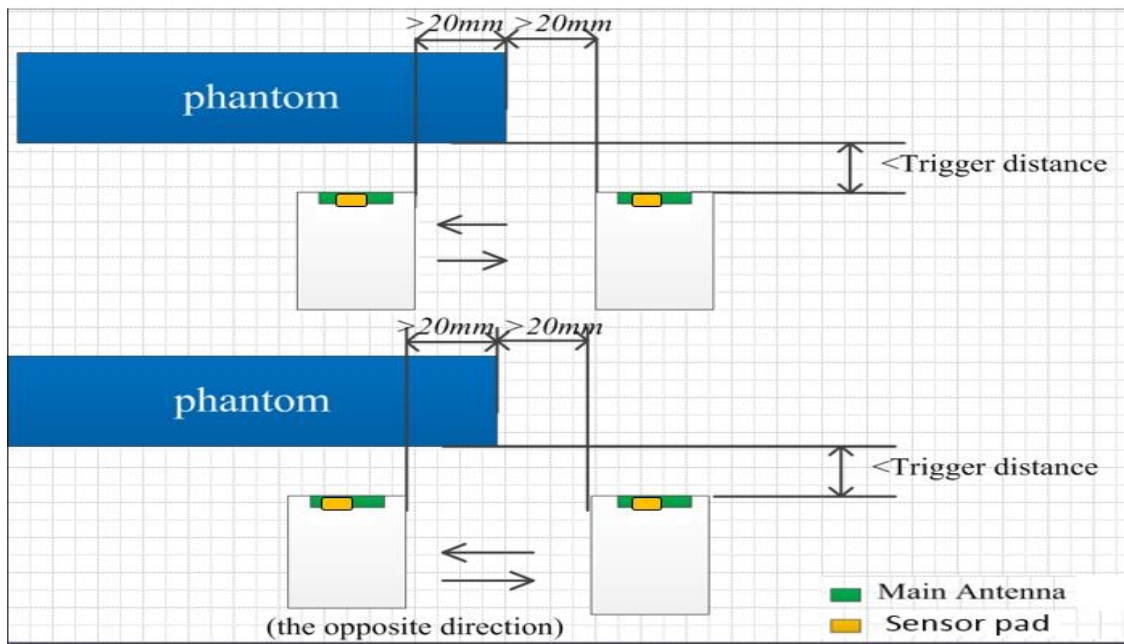 >20mm >20mm
phantom
<Trigger distance
>20mm >20mm
phantom
<Trigger distance
(the opposite direction)
Main Antenna
Sensor pad